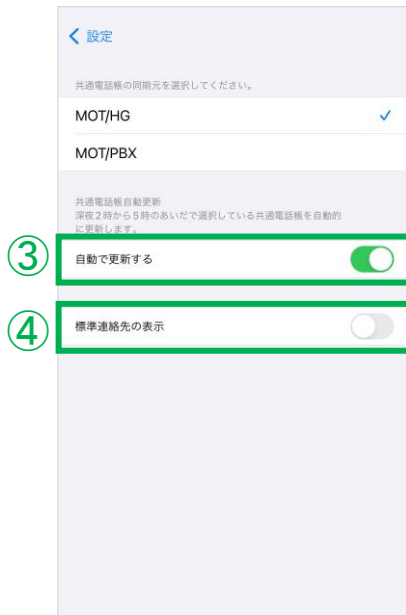 設定
共通電話帳の同期元を選択してください。
MOT/HG
MOT/PBX
共通電話帳自動更新
深夜2時から5時のあいだで選択している共通電話帳を自動的
に更新します。
③
自動で更新する
④
標準連絡先の表示